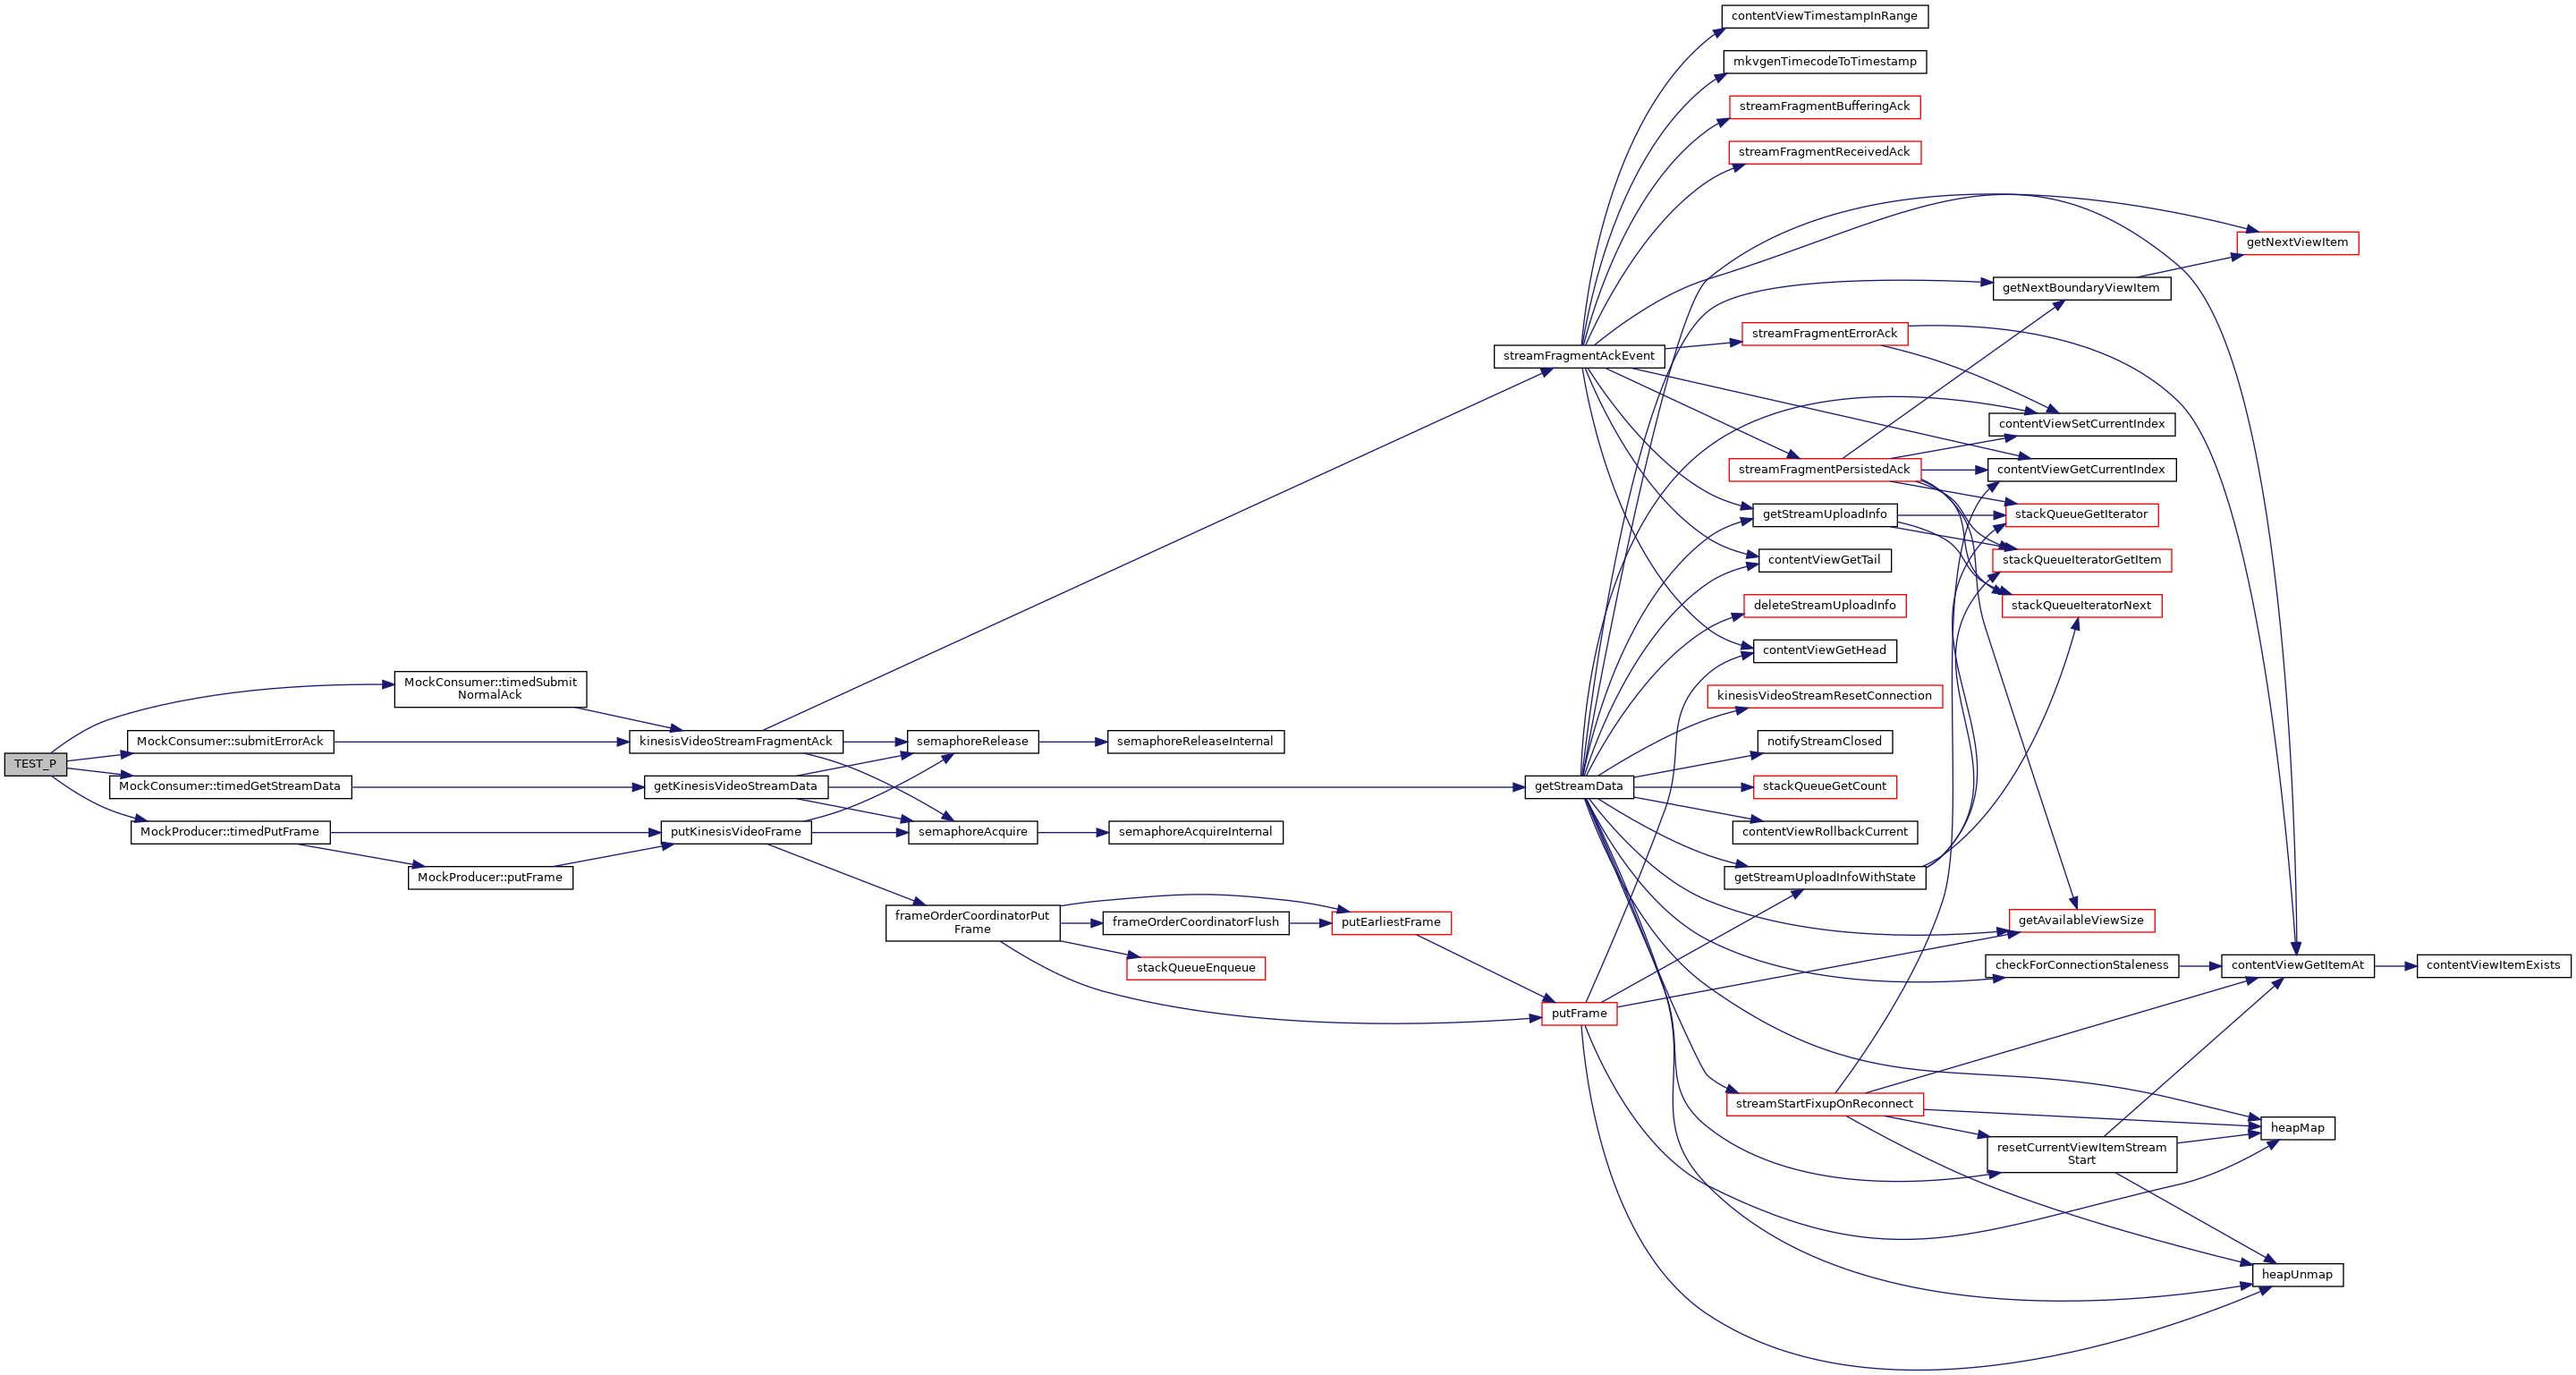 contentViewTimestampInRange
mkvgenTimecodeToTimestamp
streamFragmentBufferingAck
streamFragmentReceivedAck
getNextViewItem
getNextBoundaryViewItem
streamFragmentErrorAck
streamFragmentAckEvent
contentViewSetCurrentIndex
streamFragmentPersistedAck
contentViewGetCurrentIndex
getStreamUploadInfo
stackQueueGetIterator
contentViewGetTail
stackQueueIteratorGetItem
deleteStreamUploadInfo
stackQueueIteratorNext
contentViewGetHead
MockConsumer::timedSubmit
NormalAck
kinesisVideoStreamResetConnection
TEST_P
MockConsumer::submitErrorAck
kinesisVideoStreamFragmentAck
semaphoreRelease
semaphoreReleaseInternal
notifyStreamClosed
MockConsumer::timedGetStreamData
getKinesisVideoStreamData
getStreamData
stackQueueGetCount
MockProducer::timedPutFrame
putKinesisVideoFrame
semaphoreAcquire
semaphoreAcquireInternal
contentViewRollbackCurrent
MockProducer::putFrame
getStreamUploadInfoWithState
frameOrderCoordinatorPut
Frame
frameOrderCoordinatorFlush
putEarliestFrame
getAvailableViewSize
stackQueueEnqueue
checkForConnectionStaleness
contentViewGetItemAt
contentViewItemExists
putFrame
streamStartFixupOnReconnect
heapMap
resetCurrentViewItemStream
Start
heapUnmap